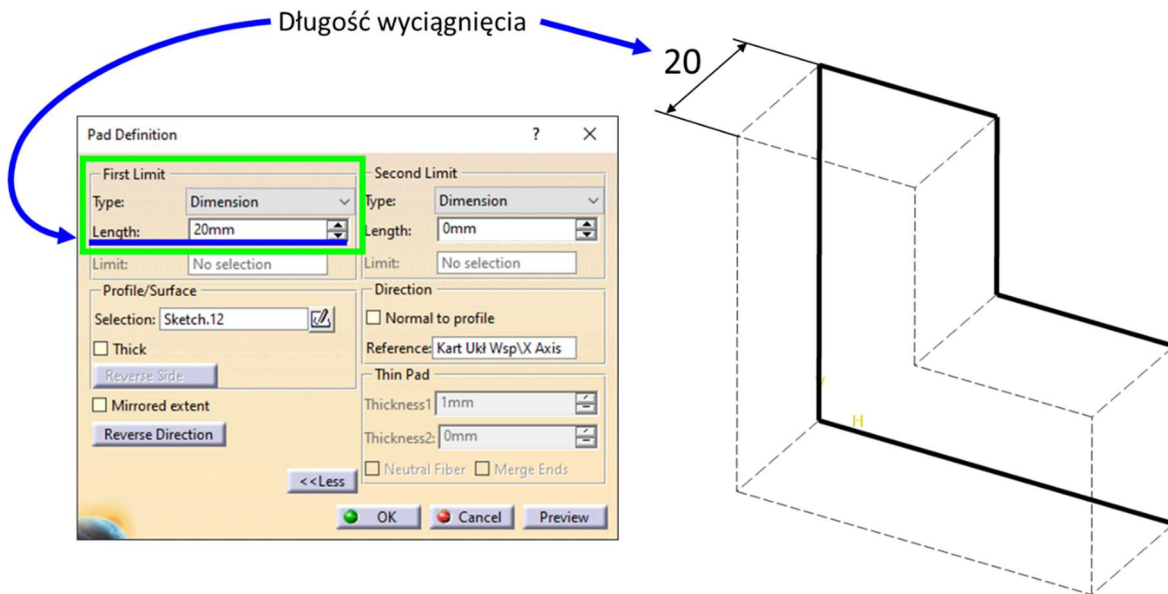 Długość wyciągnięcia
20
Pad Definition ?
First Limit
Type: Dimension
Length: 20mm
Limit: No selection
Second Limit
Type: Dimension
Length: 0mm
Limit: No selection
Profile/Surface
Selection: Sketch.12
Thick
Reverse Side
Mirrored extent
Reverse Direction
Direction
Normal to profile
Reference: Kart Ukł Wsp\X Axis
Thin Pad
Thickness1 1mm
Thickness2: 0mm
Neutral Fiber Merge Ends
<<Less
OK Cancel Preview
V
H